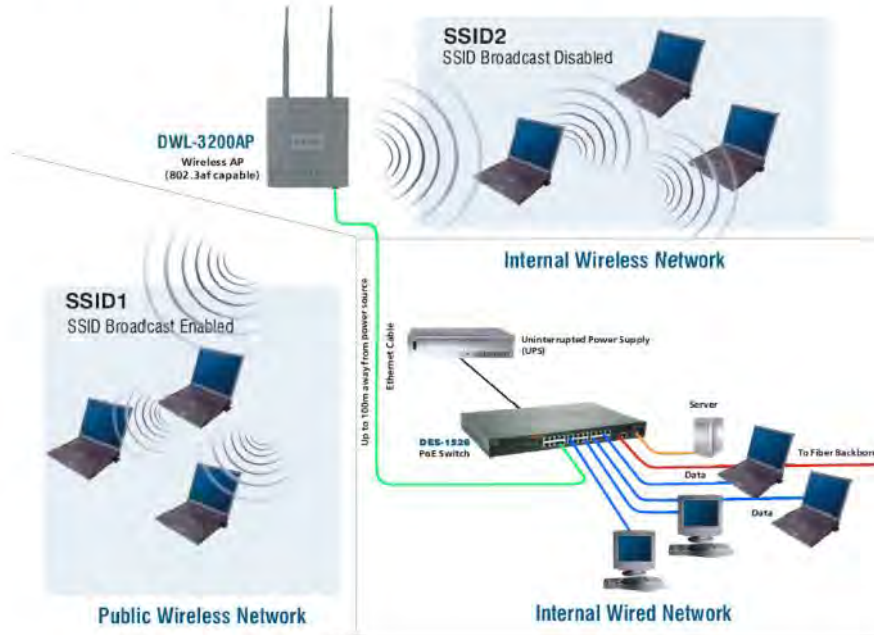 SSID2
SSID Broadcast Disabled
DWL-3200AP
Wireless AP
(802.3af capable)
Internal Wireless Network
SSID1
SSID Broadcast Enabled
Up to 100m away from power source
Ethernet Cable
Uninterrupted Power Supply
(UPS)
DES-1526
PoE Switch
Server
To Fiber Backbon
Data
Data
Public Wireless Network
Internal Wired Network